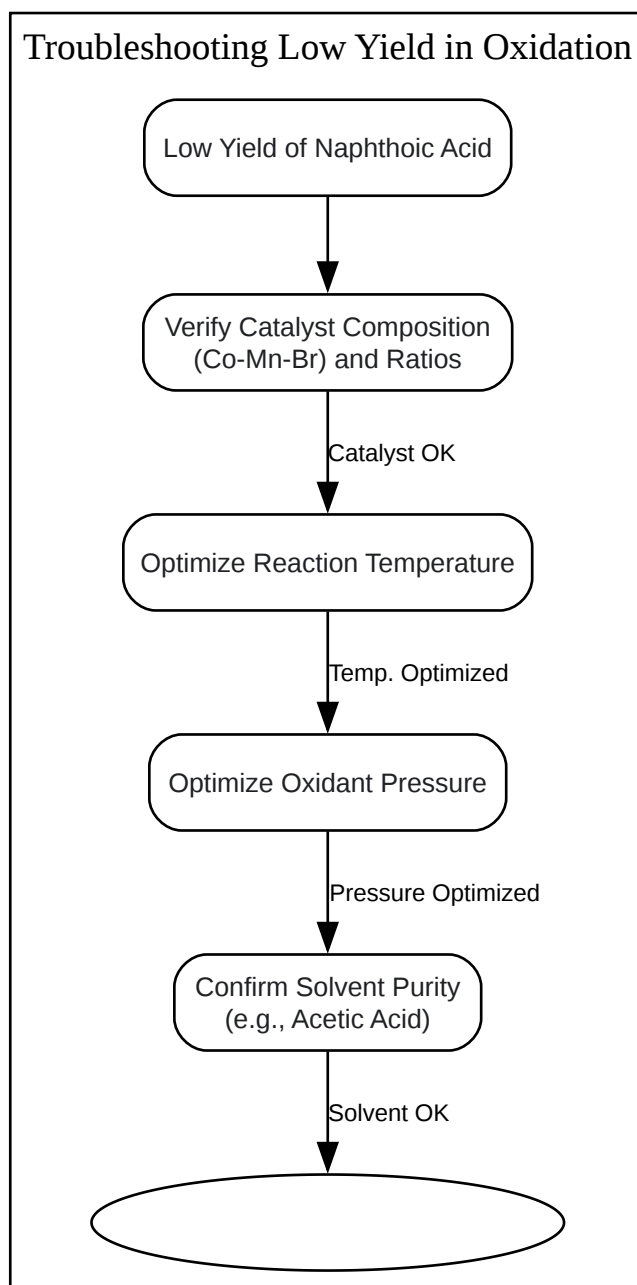 Troubleshooting Low Yield in Oxidation
Low Yield of Naphthoic Acid
Verify Catalyst Composition
(Co-Mn-Br) and Ratios
Catalyst OK
Optimize Reaction Temperature
Temp. Optimized
Optimize Oxidant Pressure
Pressure Optimized
Confirm Solvent Purity
(e.g., Acetic Acid)
Solvent OK